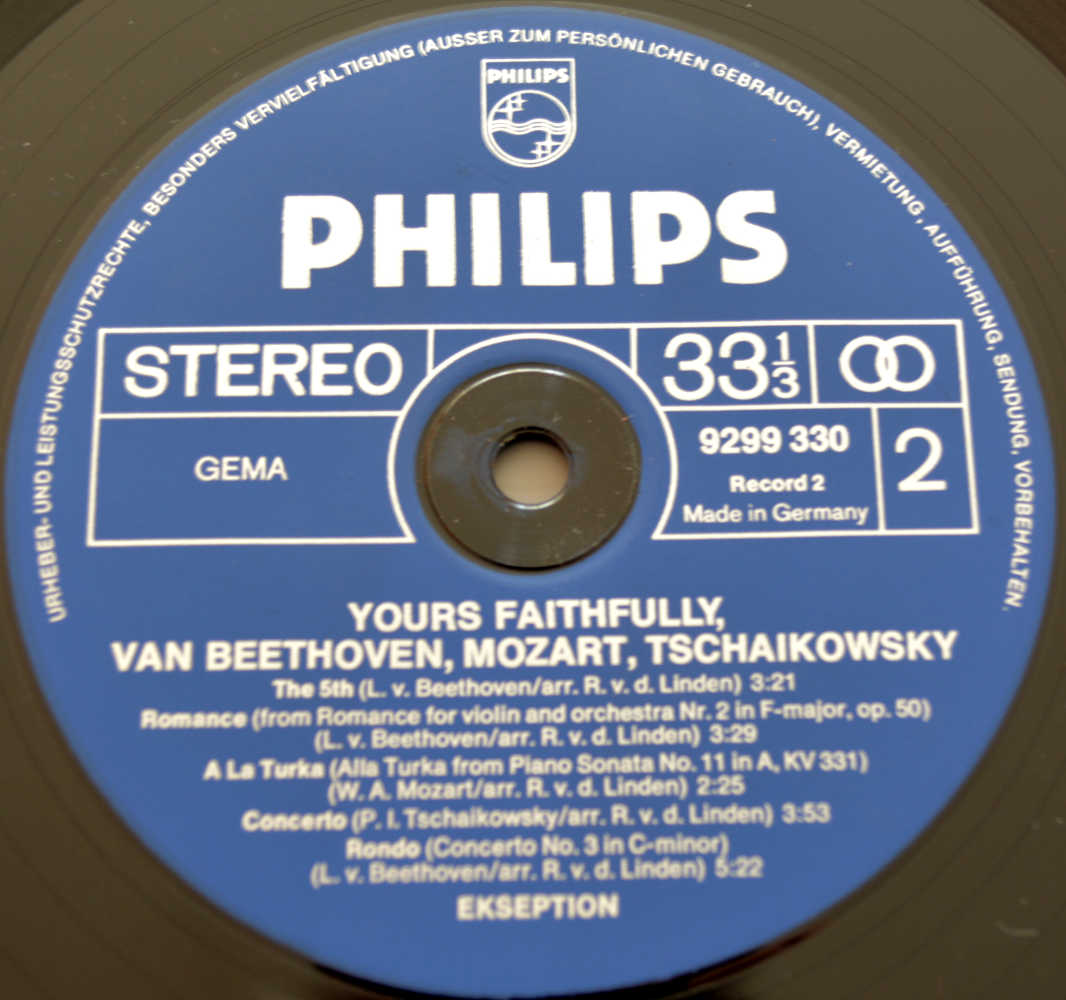 URHEBER- UND LEISTUNGSSCHUTZRECHTE, BESONDERS VERVIELFÄLTIGUNG (AUSSER ZUM PERSÖNLICHEN GEBRAUCH), VERMIETUNG, AUFFÜHRUNG, SENDUNG, VORBEHALTEN.
PHILIPS
PHILIPS
STEREO
33 1/3
GEMA
9299 330
Record 2
Made in Germany
2
YOURS FAITHFULLY,
VAN BEETHOVEN, MOZART, TSCHAIKOWSKY
The 5th (L. v. Beethoven/arr. R. v. d. Linden) 3:21
Romance (from Romance for violin and orchestra Nr. 2 in F-major, op. 50)
(L. v. Beethoven/arr. R. v. d. Linden) 3:29
A La Turka (Alla Turka from Piano Sonata No. 11 in A, KV 331)
(W. A. Mozart/arr. R. v. d. Linden) 2:25
Concerto (P. I. Tschaikowsky/arr. R. v. d. Linden) 3:53
Rondo (Concerto No. 3 in C-minor)
(L. v. Beethoven/arr. R. v. d. Linden) 5:22
EKSEPTION